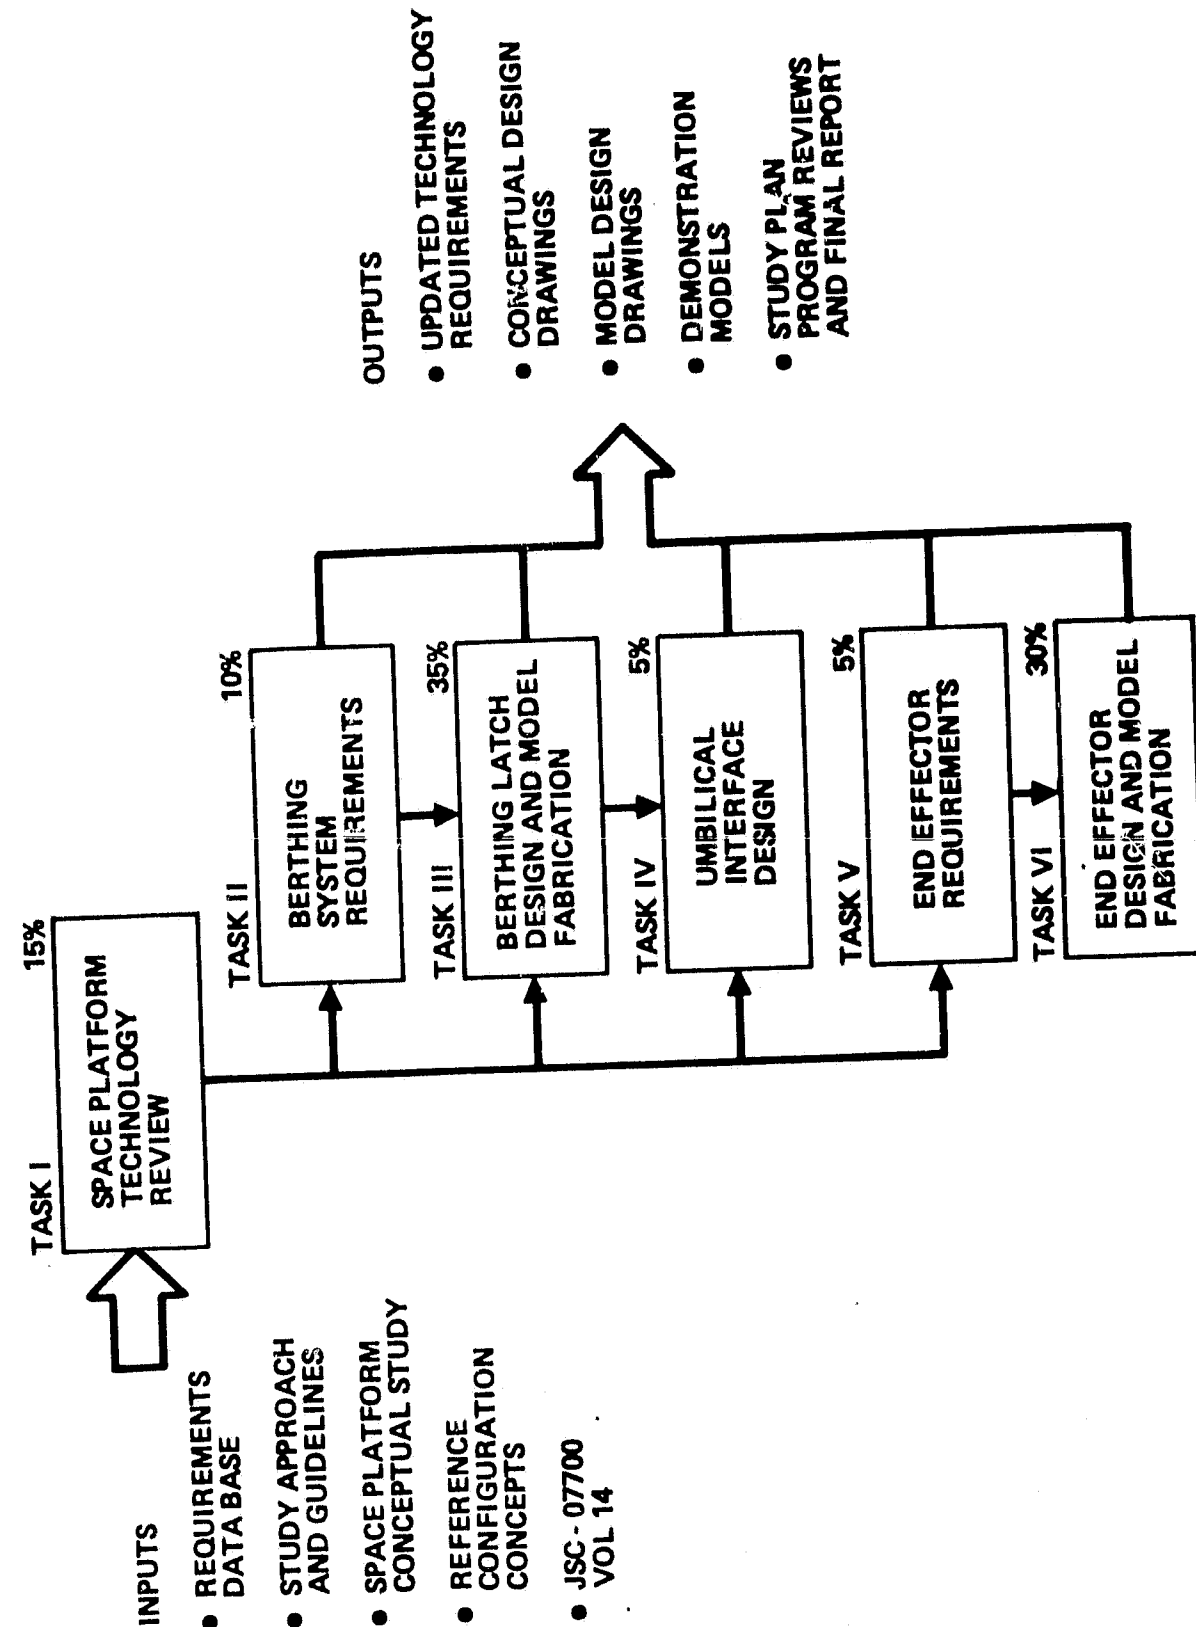 INPUTS
● REQUIREMENTS
DATA BASE
● STUDY APPROACH
AND GUIDELINES
● SPACE PLATFORM
CONCEPTUAL STUDY
● REFERENCE
CONFIGURATION
CONCEPTS
● JSC - 07700
VOL 14
TASK I 15%
SPACE PLATFORM
TECHNOLOGY
REVIEW
TASK II 10%
BERTHING
SYSTEM
REQUIREMENTS
TASK III 35%
BERTHING LATCH
DESIGN AND MODEL
FABRICATION
TASK IV 5%
UMBILICAL
INTERFACE
DESIGN
TASK V 5%
END EFFECTOR
REQUIREMENTS
TASK VI 30%
END EFFECTOR
DESIGN AND MODEL
FABRICATION
OUTPUTS
● UPDATED TECHNOLOGY
REQUIREMENTS
● CONCEPTUAL DESIGN
DRAWINGS
● MODEL DESIGN
DRAWINGS
● DEMONSTRATION
MODELS
● STUDY PLAN
PROGRAM REVIEWS
AND FINAL REPORT